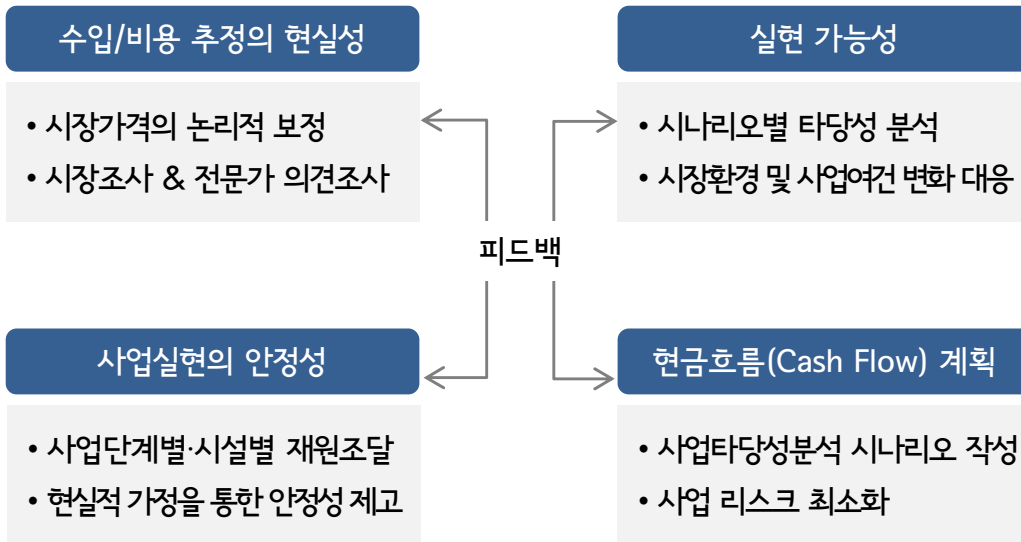 수입/비용 추정의 현실성
• 시장가격의 논리적 보정
• 시장조사 & 전문가 의견조사
실현 가능성
• 시나리오별 타당성 분석
• 시장환경 및 사업여건 변화 대응
피드백
사업실현의 안정성
• 사업단계별·시설별 재원조달
• 현실적 가정을 통한 안정성 제고
현금흐름(Cash Flow) 계획
• 사업타당성분석 시나리오 작성
• 사업 리스크 최소화